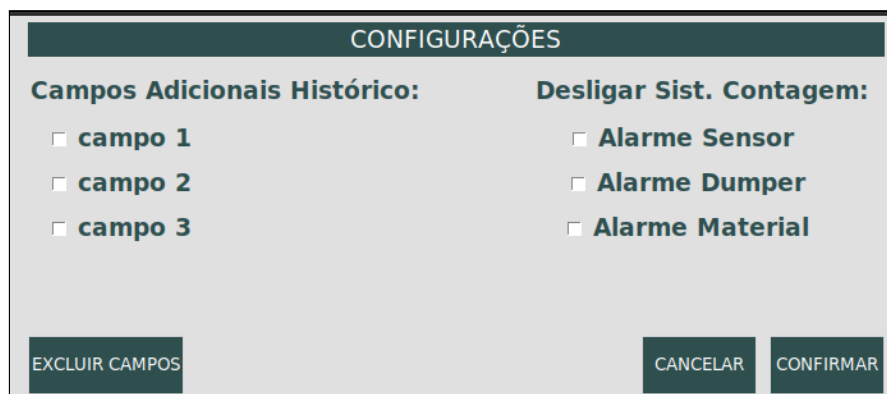 CONFIGURAÇÕES
Campos Adicionais Histórico:
campo 1
campo 2
campo 3
Desligar Sist. Contagem:
Alarme Sensor
Alarme Dumper
Alarme Material
EXCLUIR CAMPOS
CANCELAR
CONFIRMAR